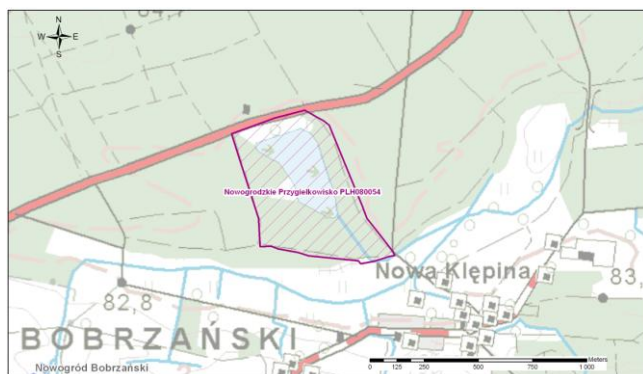 N
W E
S
Nowogrodzkie Przygiełkowisko PLH080054
Nowa Klępina
82,8
83,
BOBRZAŃSKI
Nowogród Bobrzański
Meters
0 125 250 500 750 1 000